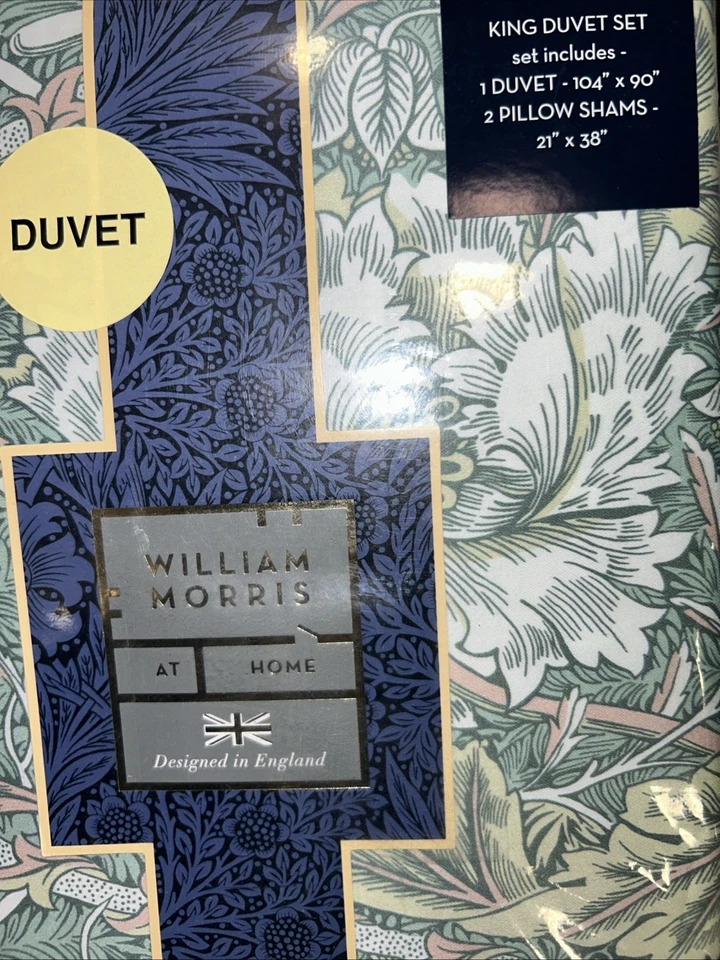 KING DUVET SET
set includes -
1 DUVET - 104” x 90”
2 PILLOW SHAMS -
21” x 38”
DUVET
WILLIAM
MORRIS
AT HOME
Designed in England